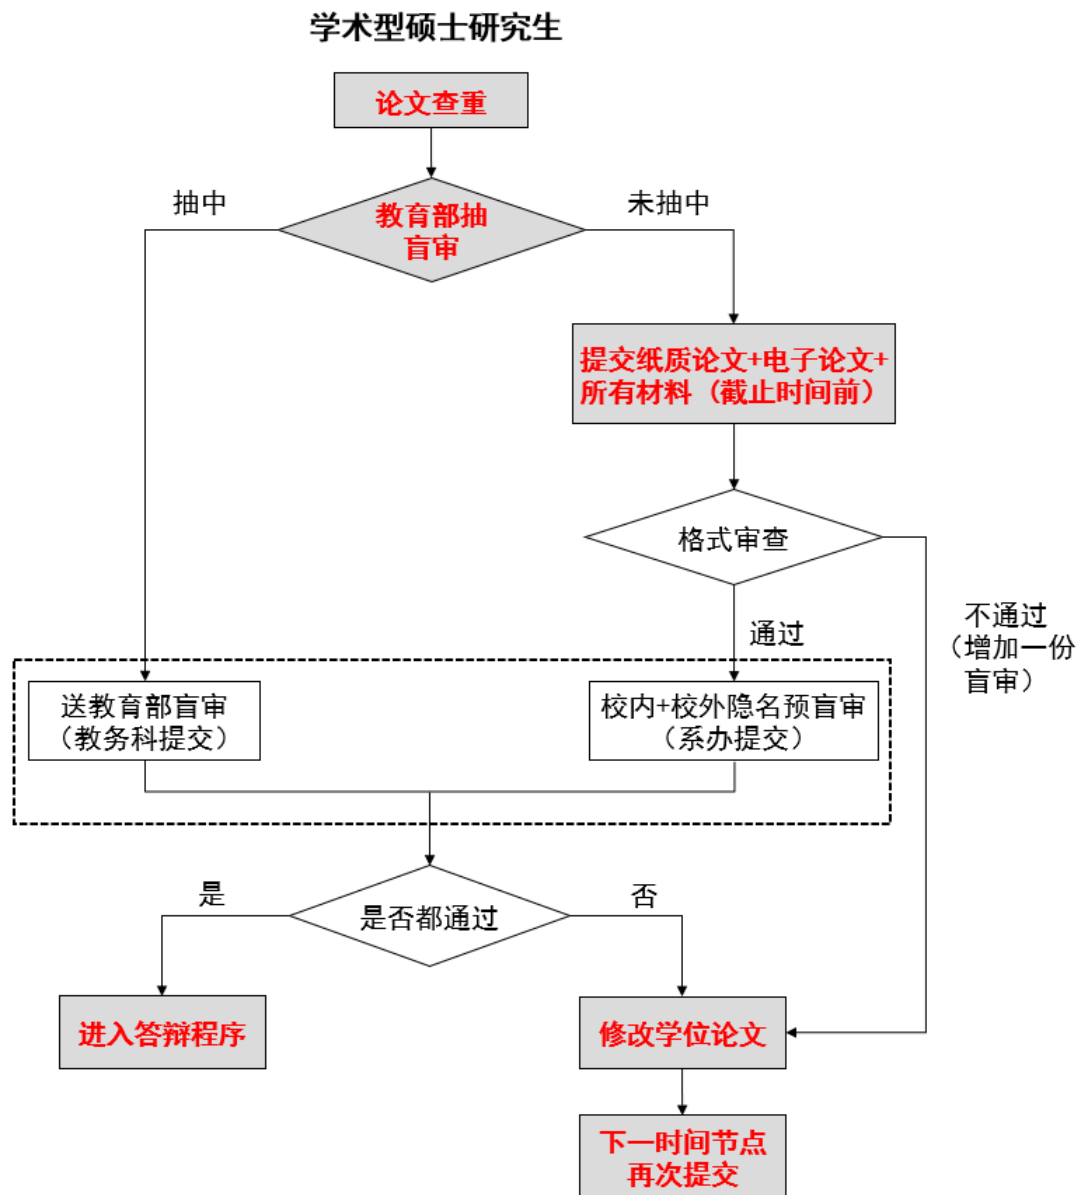 学术型硕士研究生
论文查重
抽中
未抽中
教育部抽
盲审
提交纸质论文+电子论文+
所有材料（截止时间前）
格式审查
不通过
（增加一份
盲审）
通过
送教育部盲审
（教务科提交）
校内+校外隐名预盲审
（系办提交）
是
否
是否都通过
进入答辩程序
修改学位论文
下一时间节点
再次提交